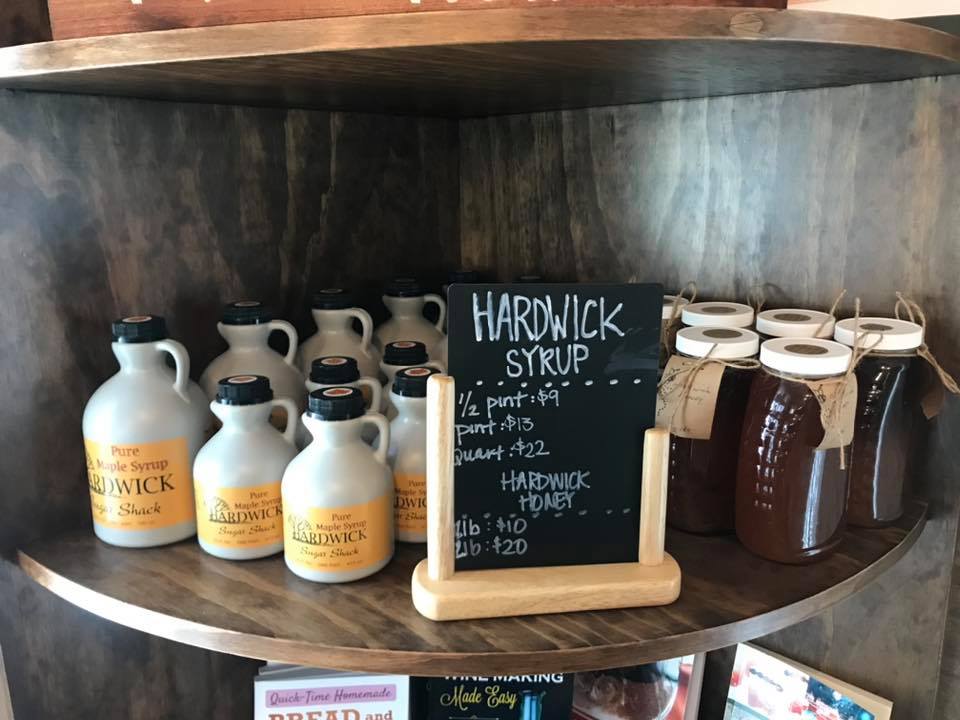 HARDWICK
SYRUP
1/2 pint: $9
pint: $13
Quart: $22
HARDWICK
HONEY
1lb: $10
2lb: $20
Pure
Maple Syrup
HARDWICK
Sugar Shack
Pure
Maple Syrup
HARDWICK
Sugar Shack
Pure
Maple Syrup
HARDWICK
Sugar Shack
Quick-Time Homemade
BREAD and
WINE MAKING
Made Easy